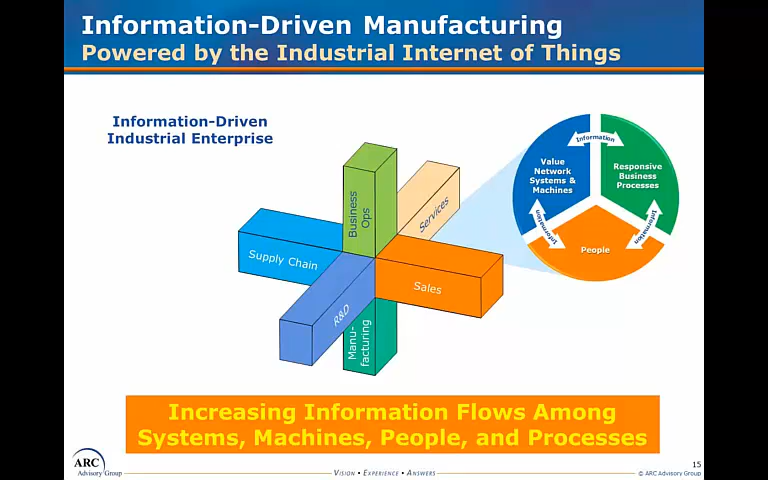 Information-Driven Manufacturing
Powered by the Industrial Internet of Things
Information-Driven
Industrial Enterprise
Business
Ops
Services
Supply Chain
Sales
R&D
Manu-
facturing
Information
Value
Network
Systems &
Machines
Responsive
Business
Processes
Information
Information
People
Increasing Information Flows Among
Systems, Machines, People, and Processes
ARC
Advisory Group
VISION • EXPERIENCE • ANSWERS
15
© ARC Advisory Group